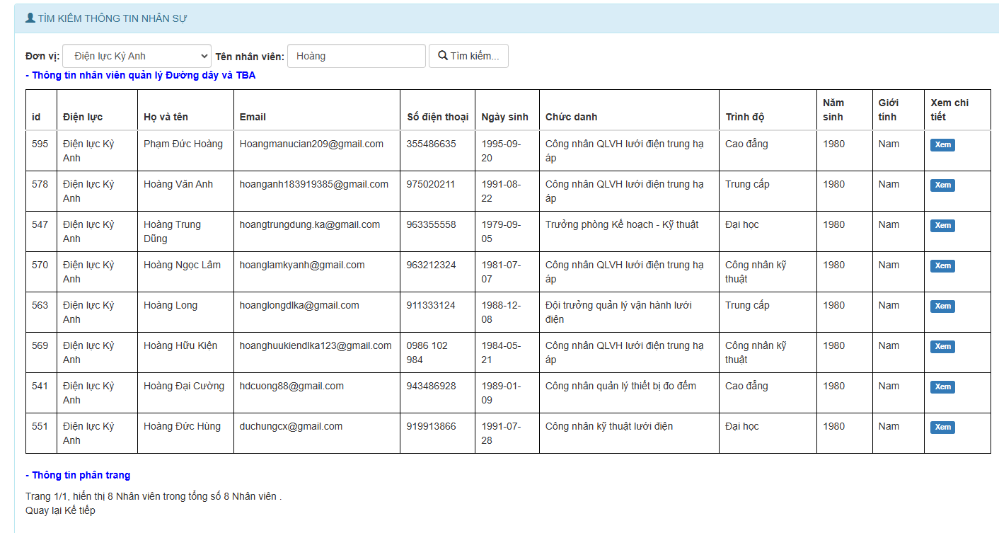 TÌM KIẾM THÔNG TIN NHÂN SỰ
Đơn vị: Điện lực Kỳ Anh Tên nhân viên: Hoàng Tìm kiếm...
- Thông tin nhân viên quản lý Đường dây và TBA
id Điện lực Họ và tên Email Số điện thoại Ngày sinh Chức danh Trình độ Năm sinh Giới tính Xem chi tiết
595 Điện lực Kỳ Anh Phạm Đức Hoàng Hoangmanucian209@gmail.com 355486635 1995-09-20 Công nhân QLVH lưới điện trung hạ áp Cao đẳng 1980 Nam Xem
578 Điện lực Kỳ Anh Hoàng Văn Anh hoanganh183919385@gmail.com 975020211 1991-08-22 Công nhân QLVH lưới điện trung hạ áp Trung cấp 1980 Nam Xem
547 Điện lực Kỳ Anh Hoàng Trung Dũng hoangtrungdung.ka@gmail.com 963355558 1979-09-05 Trưởng phòng Kế hoạch - Kỹ thuật Đại học 1980 Nam Xem
570 Điện lực Kỳ Anh Hoàng Ngọc Lâm hoanglamkyanh@gmail.com 963212324 1981-07-07 Công nhân QLVH lưới điện trung hạ áp Công nhân kỹ thuật 1980 Nam Xem
563 Điện lực Kỳ Anh Hoàng Long hoanglongdlka@gmail.com 911333124 1988-12-08 Đội trưởng quản lý vận hành lưới điện Trung cấp 1980 Nam Xem
569 Điện lực Kỳ Anh Hoàng Hữu Kiên hoanghuukiendlka123@gmail.com 0986 102 984 1984-05-21 Công nhân QLVH lưới điện trung hạ áp Công nhân kỹ thuật 1980 Nam Xem
541 Điện lực Kỳ Anh Hoàng Đại Cường hdcuong88@gmail.com 943486928 1989-01-09 Công nhân quản lý thiết bị đo đếm Cao đẳng 1980 Nam Xem
551 Điện lực Kỳ Anh Hoàng Đức Hùng duchungcx@gmail.com 919913866 1991-07-28 Công nhân kỹ thuật lưới điện Đại học 1980 Nam Xem
- Thông tin phân trang
Trang 1/1, hiển thị 8 Nhân viên trong tổng số 8 Nhân viên .
Quay lại Kế tiếp